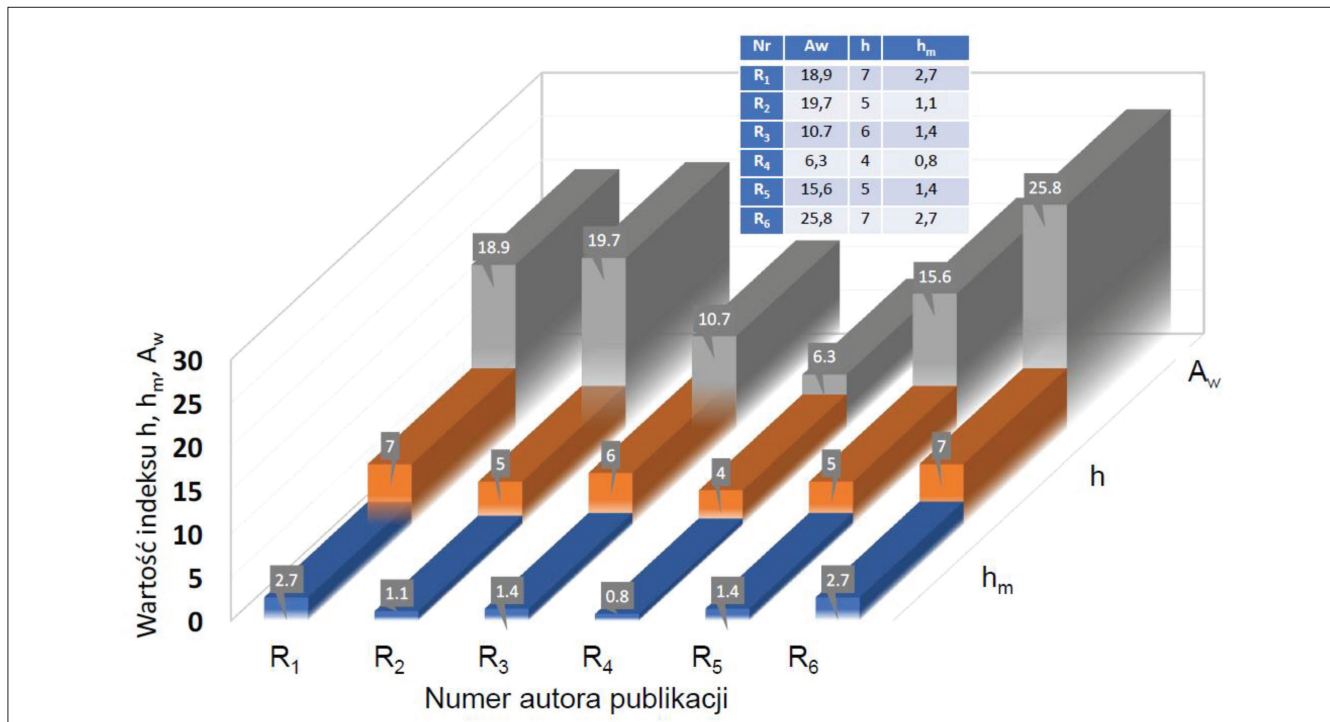 Nr Aw h hₘ
R₁ 18,9 7 2,7
R₂ 19,7 5 1,1
R₃ 10.7 6 1,4
R₄ 6,3 4 0,8
R₅ 15,6 5 1,4
R₆ 25,8 7 2,7
18.9 19.7 10.7 6.3 15.6 25.8
7 5 6 4 5 7
2.7 1.1 1.4 0.8 1.4 2.7
Wartość indeksu h, hₘ, A_w
30
25
20
15
10
5
0
A_w
h
hₘ
R₁ R₂ R₃ R₄ R₅ R₆
Numer autora publikacji